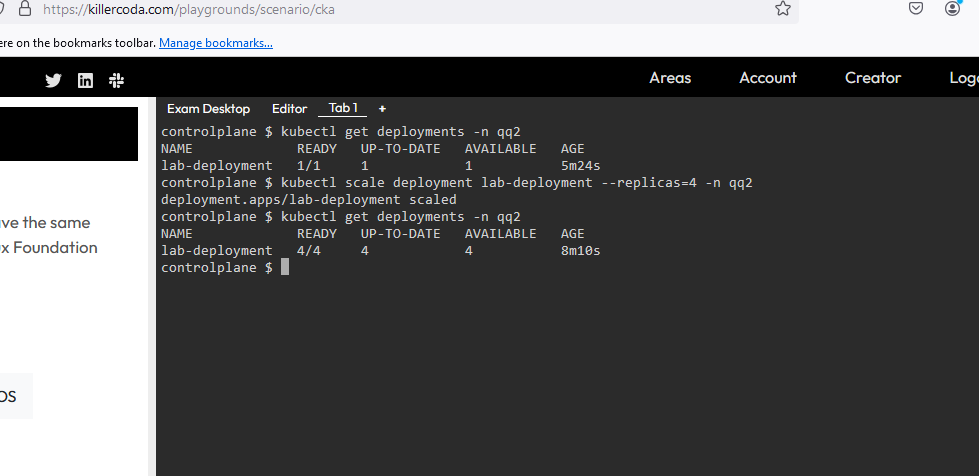 https://killercoda.com/playgrounds/scenario/cka
ere on the bookmarks toolbar. Manage bookmarks...
Areas Account Creator Logo
Exam Desktop Editor Tab 1 +
controlplane $ kubectl get deployments -n qq2
NAME READY UP-TO-DATE AVAILABLE AGE
lab-deployment 1/1 1 1 5m24s
controlplane $ kubectl scale deployment lab-deployment --replicas=4 -n qq2
deployment.apps/lab-deployment scaled
controlplane $ kubectl get deployments -n qq2
NAME READY UP-TO-DATE AVAILABLE AGE
lab-deployment 4/4 4 4 8m10s
controlplane $
ave the same
ux Foundation
OS